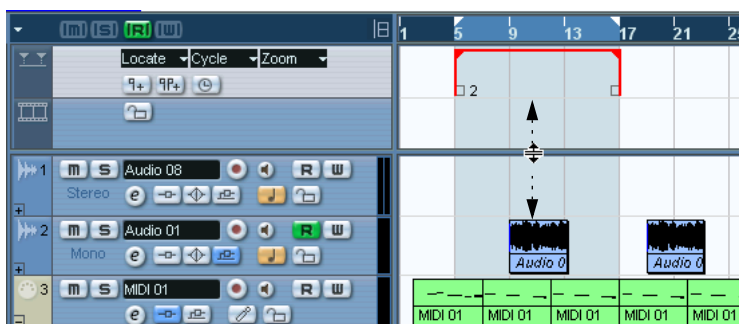 m S R W 1 5 9 13 17 21 25
Locate Cycle Zoom
2
1 m S Audio 08 R W
Stereo e
2 m S Audio 01 R W
Mono e
Audio 0 Audio 0
3 m S MIDI 01 R W
e
MIDI 01 MIDI 01 MIDI 01 MIDI 01 MIDI 01